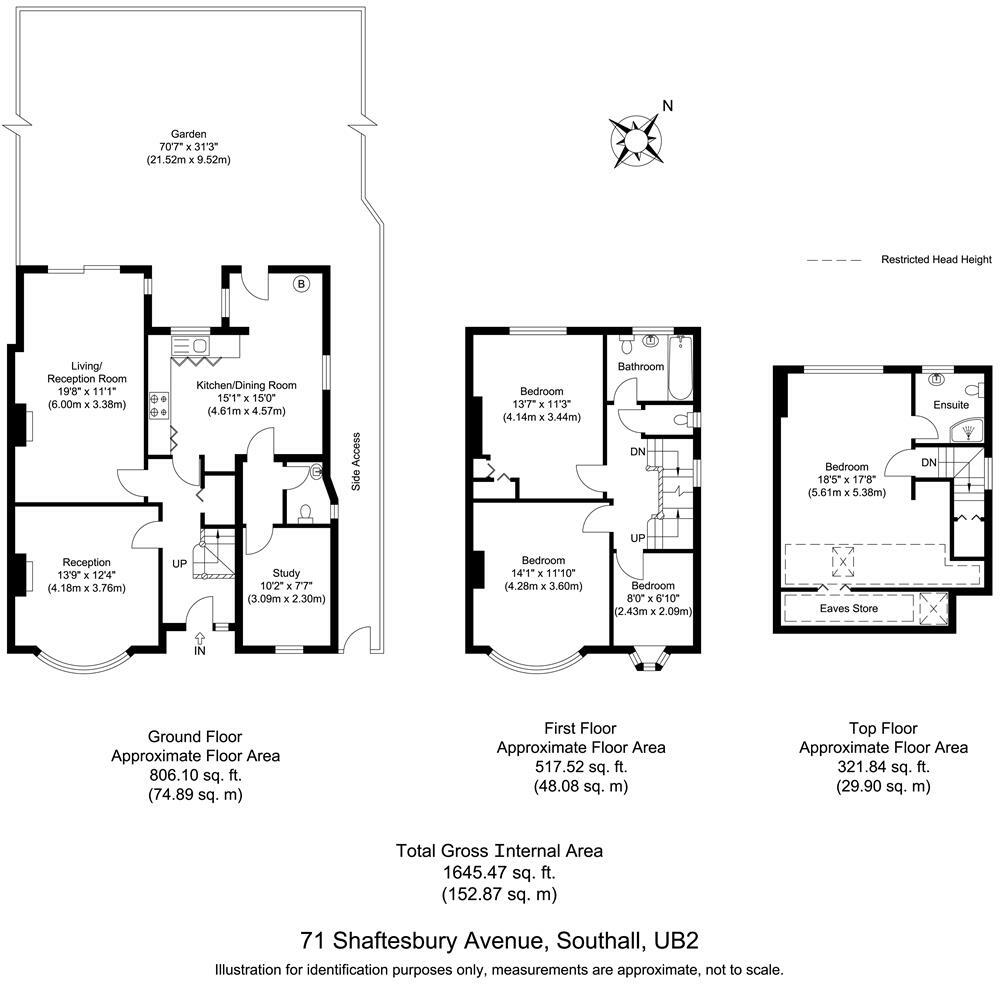 N
Garden
70'7" x 31'3"
(21.52m x 9.52m)
Restricted Head Height
B
Living/
Reception Room
19'8" x 11'1"
(6.00m x 3.38m)
Kitchen/Dining Room
15'1" x 15'0"
(4.61m x 4.57m)
Side Access
Reception
13'9" x 12'4"
(4.18m x 3.76m)
UP
Study
10'2" x 7'7"
(3.09m x 2.30m)
IN
Bedroom
13'7" x 11'3"
(4.14m x 3.44m)
Bathroom
DN
UP
Bedroom
14'1" x 11'10"
(4.28m x 3.60m)
Bedroom
8'0" x 6'10"
(2.43m x 2.09m)
Ensuite
DN
Bedroom
18'5" x 17'8"
(5.61m x 5.38m)
Eaves Store
Ground Floor
Approximate Floor Area
806.10 sq. ft.
(74.89 sq. m)
First Floor
Approximate Floor Area
517.52 sq. ft.
(48.08 sq. m)
Top Floor
Approximate Floor Area
321.84 sq. ft.
(29.90 sq. m)
Total Gross Internal Area
1645.47 sq. ft.
(152.87 sq. m)
71 Shaftesbury Avenue, Southall, UB2
Illustration for identification purposes only, measurements are approximate, not to scale.